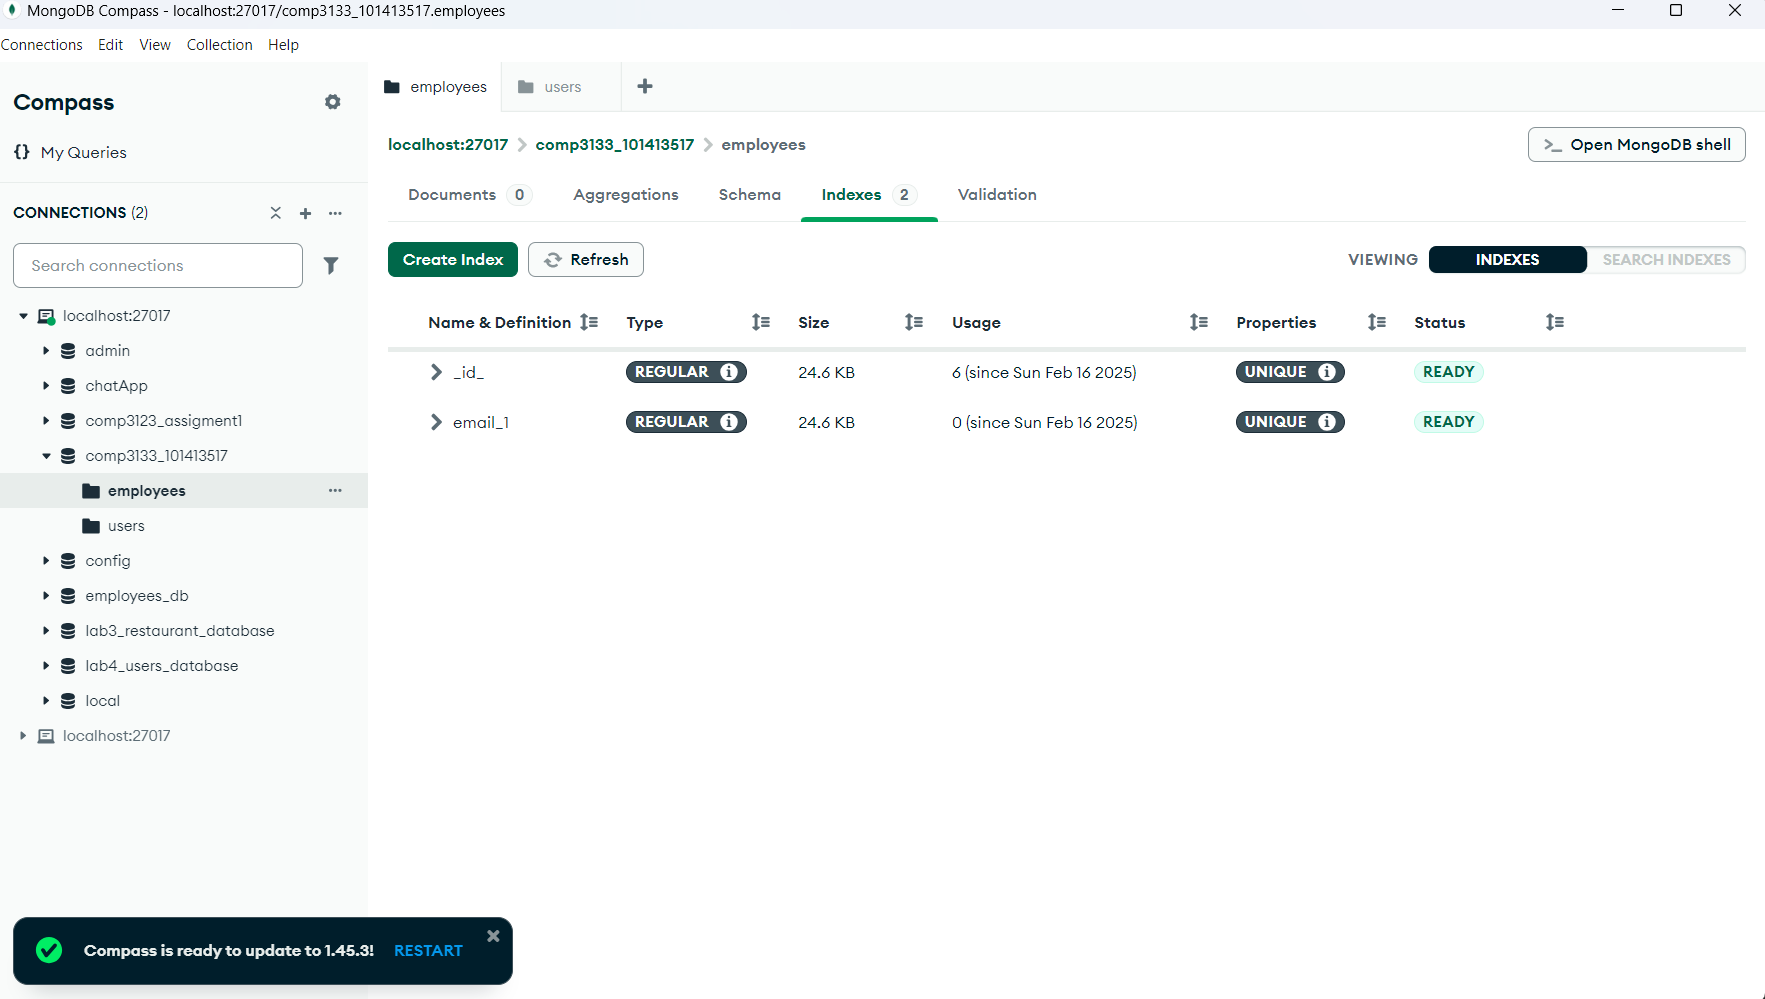 MongoDB Compass - localhost:27017/comp3133_101413517.employees
Connections Edit View Collection Help
Compass
My Queries
CONNECTIONS (2)
Search connections
localhost:27017
admin
chatApp
comp3123_assigment1
comp3133_101413517
employees
users
config
employees_db
lab3_restaurant_database
lab4_users_database
local
localhost:27017
employees users
localhost:27017 comp3133_101413517 employees
>_ Open MongoDB shell
Documents 0 Aggregations Schema Indexes 2 Validation
Create Index Refresh VIEWING INDEXES SEARCH INDEXES
Name & Definition Type Size Usage Properties Status
_id_ REGULAR 24.6 KB 6 (since Sun Feb 16 2025) UNIQUE READY
email_1 REGULAR 24.6 KB 0 (since Sun Feb 16 2025) UNIQUE READY
Compass is ready to update to 1.45.3! RESTART